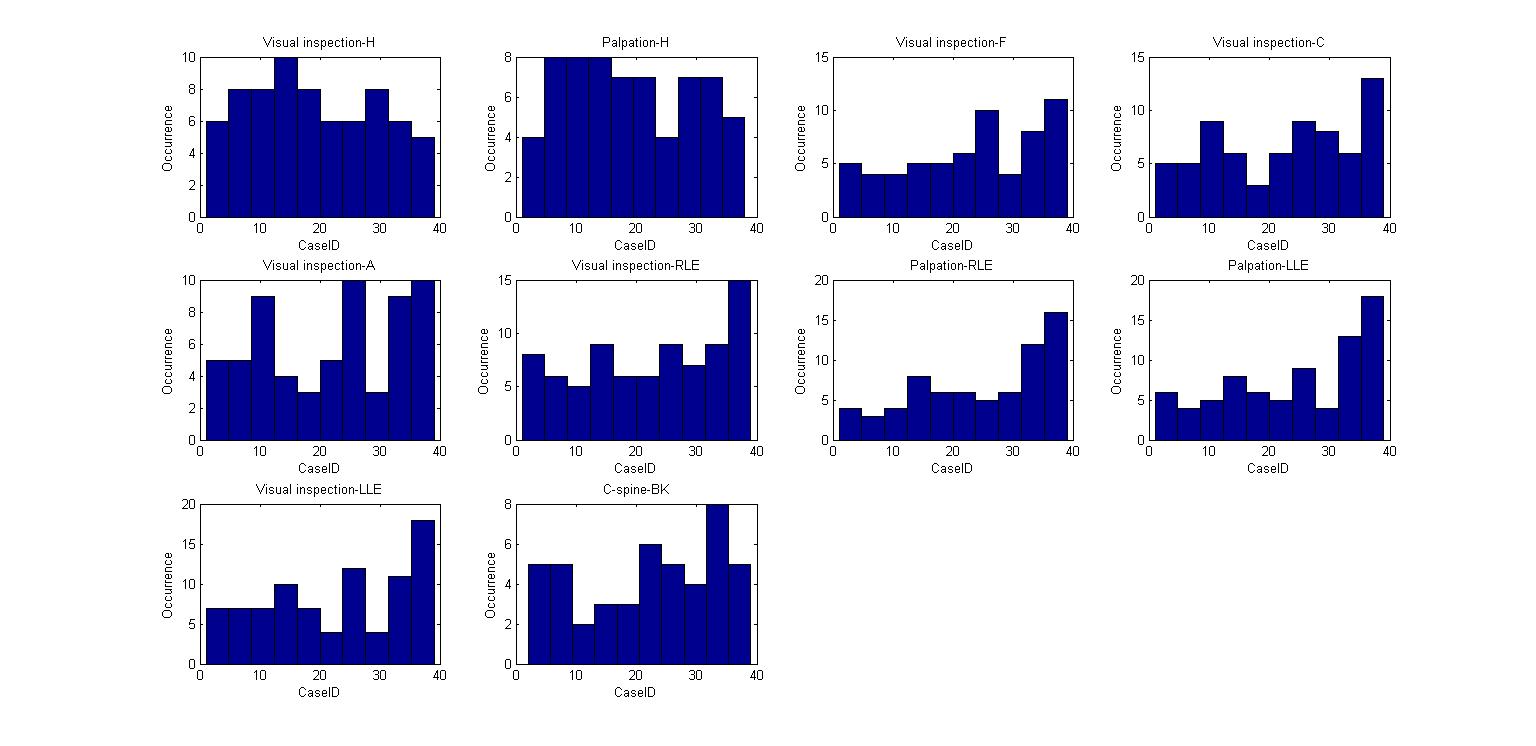 Visual inspection-H
Palpation-H
Visual inspection-F
Visual inspection-C
10
8
6
4
2
0
Occurrence
0 10 20 30 40
CaseID
8
6
4
2
0
Occurrence
0 10 20 30 40
CaseID
15
10
5
0
Occurrence
0 10 20 30 40
CaseID
15
10
5
0
Occurrence
0 10 20 30 40
CaseID
Visual inspection-A
Visual inspection-RLE
Palpation-RLE
Palpation-LLE
10
8
6
4
2
0
Occurrence
0 10 20 30 40
CaseID
15
10
5
0
Occurrence
0 10 20 30 40
CaseID
20
15
10
5
0
Occurrence
0 10 20 30 40
CaseID
20
15
10
5
0
Occurrence
0 10 20 30 40
CaseID
Visual inspection-LLE
C-spine-BK
20
15
10
5
0
Occurrence
0 10 20 30 40
CaseID
8
6
4
2
0
Occurrence
0 10 20 30 40
CaseID